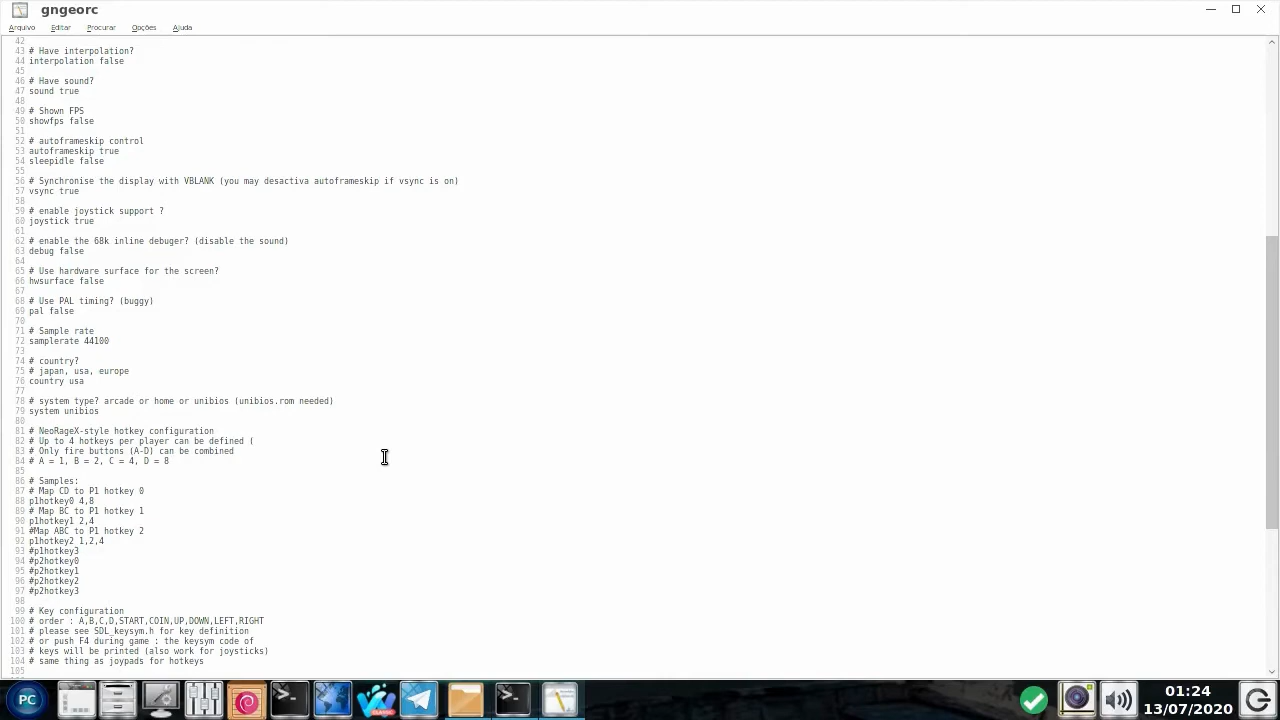 gngeorc
Arquivo Editar Procurar Opções Ajuda
42
43 # Have interpolation?
44 interpolation false
45
46 # Have sound?
47 sound true
48
49 # Shown FPS
50 showfps false
51
52 # autoframeskip control
53 autoframeskip true
54 sleepidle false
55
56 # Synchronise the display with VBLANK (you may desactiva autoframeskip if vsync is on)
57 vsync true
58
59 # enable joystick support ?
60 joystick true
61
62 # enable the 68k inline debuger? (disable the sound)
63 debug false
64
65 # Use hardware surface for the screen?
66 hwsurface false
67
68 # Use PAL timing? (buggy)
69 pal false
70
71 # Sample rate
72 samplerate 44100
73
74 # country?
75 # japan, usa, europe
76 country usa
77
78 # system type? arcade or home or unibios (unibios.rom needed)
79 system unibios
80
81 # NeoRageX-style hotkey configuration
82 # Up to 4 hotkeys per player can be defined (
83 # Only fire buttons (A-D) can be combined
84 # A = 1, B = 2, C = 4, D = 8
85
86 # Samples:
87 # Map CD to P1 hotkey 0
88 p1hotkey0 4,8
89 # Map BC to P1 hotkey 1
90 p1hotkey1 2,4
91 #Map ABC to P1 hotkey 2
92 p1hotkey2 1,2,4
93 #p1hotkey3
94 #p2hotkey0
95 #p2hotkey1
96 #p2hotkey2
97 #p2hotkey3
98
99 # Key configuration
100 # order : A,B,C,D,START,COIN,UP,DOWN,LEFT,RIGHT
101 # please see SDL_keysym.h for key definition
102 # or push F4 during game : the keysym code of
103 # keys will be printed (also work for joysticks)
104 # same thing as joypads for hotkeys
105
PC
CLASSIC
01:24
13/07/2020